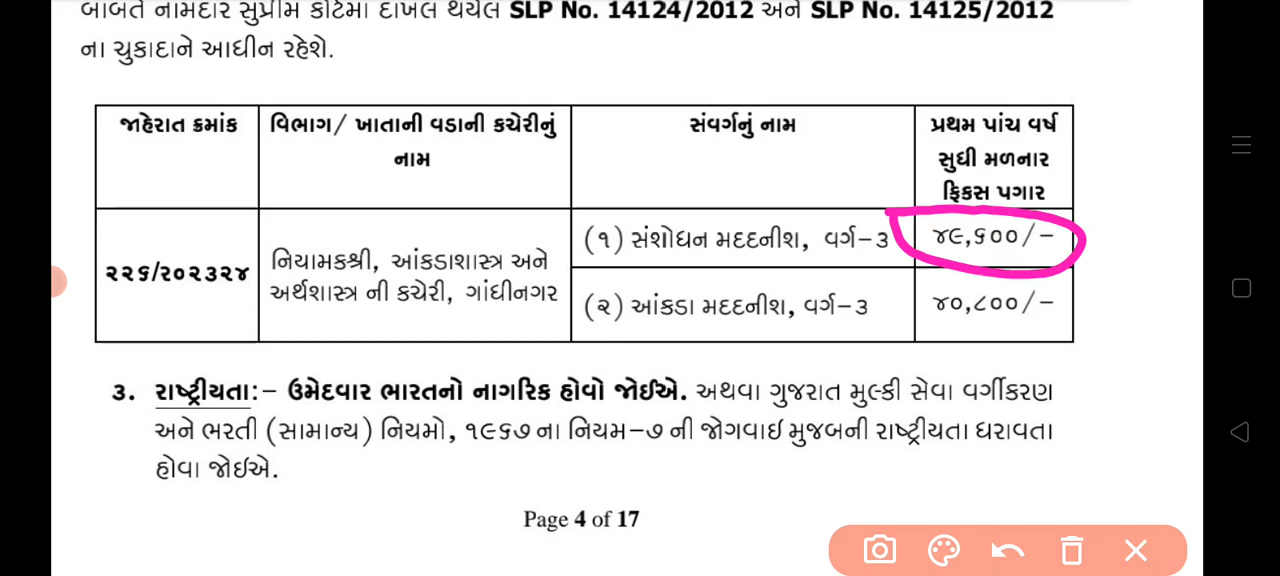 બાબતે નામદાર સુપ્રીમ કોર્ટમાં દાખલ થયેલ SLP No. 14124/2012 અને SLP No. 14125/2012
ના ચુકાદાને આધીન રહેશે.
જાહેરાત ક્રમાંક
વિભાગ/ ખાતાની વડાની કચેરીનું
નામ
સંવર્ગનું નામ
પ્રથમ પાંચ વર્ષ
સુધી મળનાર
ફિકસ પગાર
૨૨૬/૨૦૨૩૨૪
નિયામકશ્રી, આંકડાશાસ્ત્ર અને
અર્થશાસ્ત્ર ની કચેરી, ગાંધીનગર
(૧) સંશોધન મદદનીશ, વર્ગ-૩
૪૯,૬૦૦/-
(૨) આંકડા મદદનીશ, વર્ગ-૩
૪૦,૮૦૦/-
૩. રાષ્ટ્રીયતા:- ઉમેદવાર ભારતનો નાગરિક હોવો જોઈએ. અથવા ગુજરાત મુલ્કી સેવા વર્ગીકરણ
અને ભરતી (સામાન્ય) નિયમો, ૧૯૬૭ ના નિયમ-૭ ની જોગવાઈ મુજબની રાષ્ટ્રીયતા ધરાવતા
હોવા જોઈએ.
Page 4 of 17